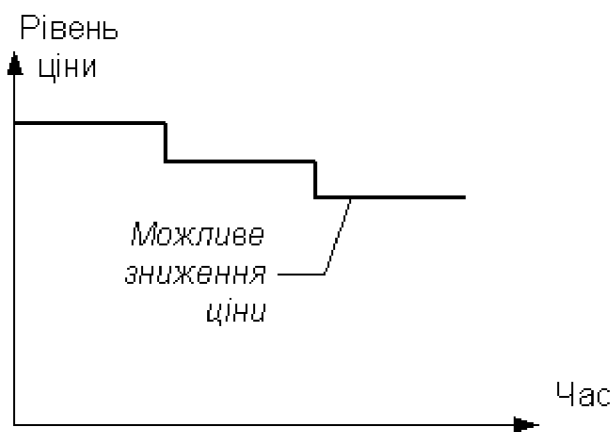 Рівень
ціни
Можливе
зниження
ціни
Час